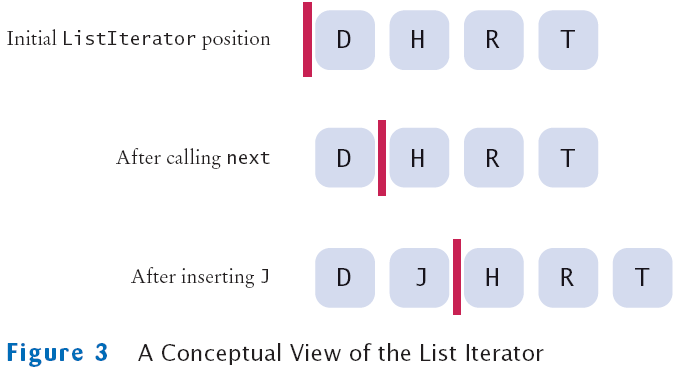 Initial ListIterator position D H R T
After calling next D H R T
After inserting J D J H R T
Figure 3 A Conceptual View of the List Iterator